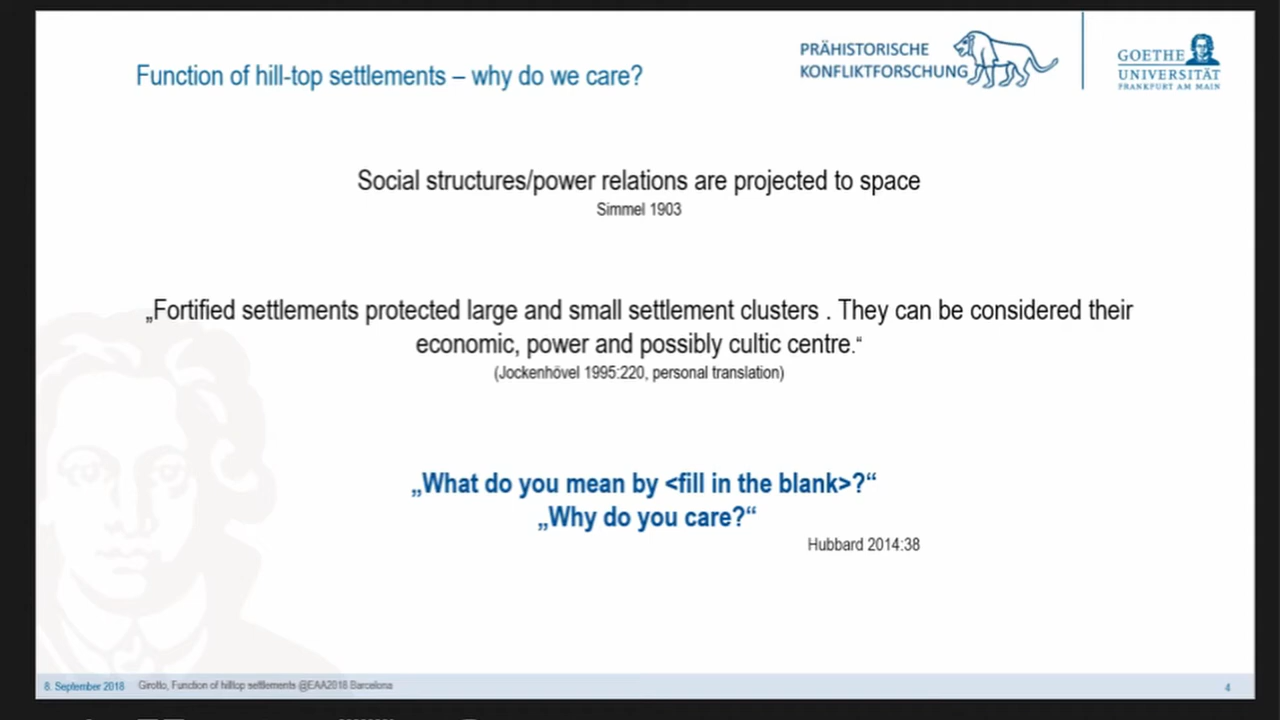 Function of hill-top settlements – why do we care?
PRÄHISTORISCHE
KONFLIKTFORSCHUNG
GOETHE
UNIVERSITÄT
FRANKFURT AM MAIN
Social structures/power relations are projected to space
Simmel 1903
„Fortified settlements protected large and small settlement clusters . They can be considered their
economic, power and possibly cultic centre.“
(Jockenhövel 1995:220, personal translation)
„What do you mean by <fill in the blank>?“
„Why do you care?“
Hubbard 2014:38
8. September 2018 Girotto, Function of hilltop settlements @EAA2018 Barcelona 4